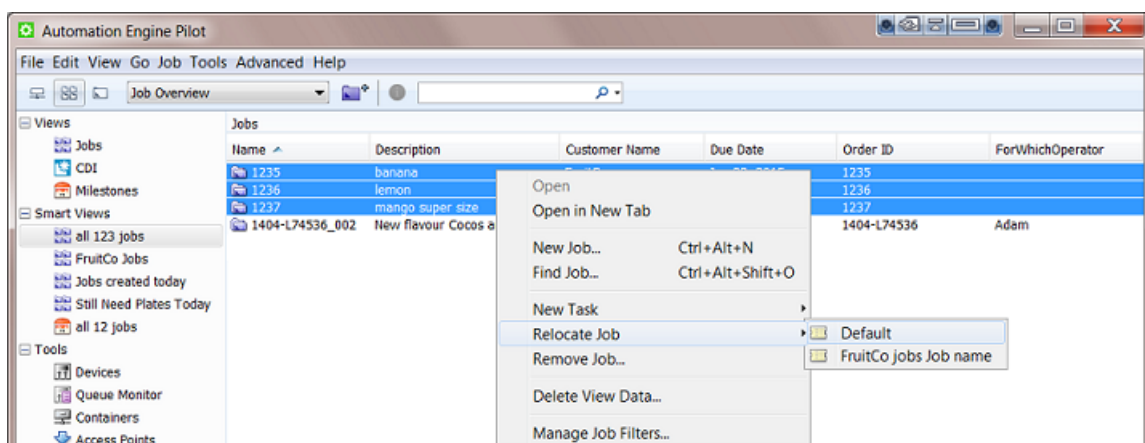 Automation Engine Pilot
File Edit View Go Job Tools Advanced Help
Job Overview
Views
Jobs
CDI
Milestones
Smart Views
all 123 jobs
FruitCo Jobs
Jobs created today
Still Need Plates Today
all 12 jobs
Tools
Devices
Queue Monitor
Containers
Access Points
Jobs
Name Description Customer Name Due Date Order ID ForWhichOperator
1235 banana 1235
1236 lemon 1236
1237 mango super size 1237
1404-L74536_002 New flavour Cocos a 1404-L74536 Adam
Open
Open in New Tab
New Job... Ctrl+Alt+N
Find Job... Ctrl+Alt+Shift+O
New Task
Relocate Job
Remove Job...
Delete View Data...
Manage Job Filters...
Default
FruitCo jobs Job name